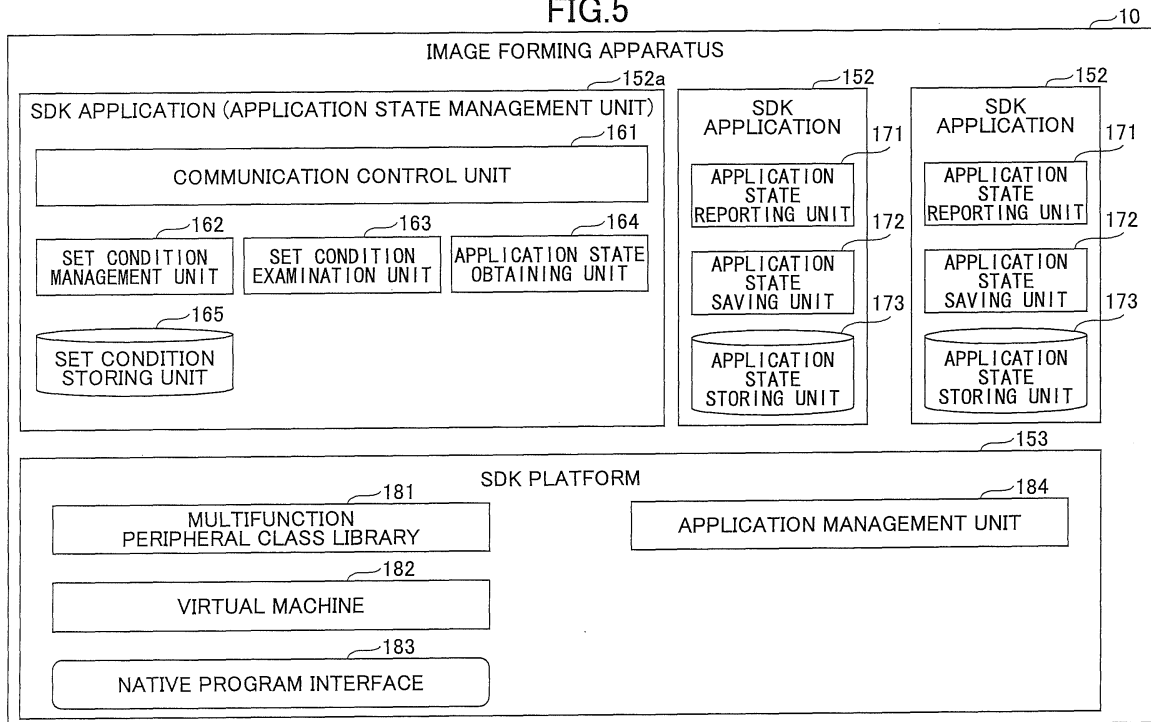 FIG.5
10
IMAGE FORMING APPARATUS
152a
SDK APPLICATION (APPLICATION STATE MANAGEMENT UNIT)
161
COMMUNICATION CONTROL UNIT
162
SET CONDITION
MANAGEMENT UNIT
163
SET CONDITION
EXAMINATION UNIT
164
APPLICATION STATE
OBTAINING UNIT
165
SET CONDITION
STORING UNIT
152
SDK
APPLICATION
171
APPLICATION
STATE
REPORTING UNIT
172
APPLICATION
STATE
SAVING UNIT
173
APPLICATION
STATE
STORING UNIT
152
SDK
APPLICATION
171
APPLICATION
STATE
REPORTING UNIT
172
APPLICATION
STATE
SAVING UNIT
173
APPLICATION
STATE
STORING UNIT
153
SDK PLATFORM
181
MULTIFUNCTION
PERIPHERAL CLASS LIBRARY
184
APPLICATION MANAGEMENT UNIT
182
VIRTUAL MACHINE
183
NATIVE PROGRAM INTERFACE